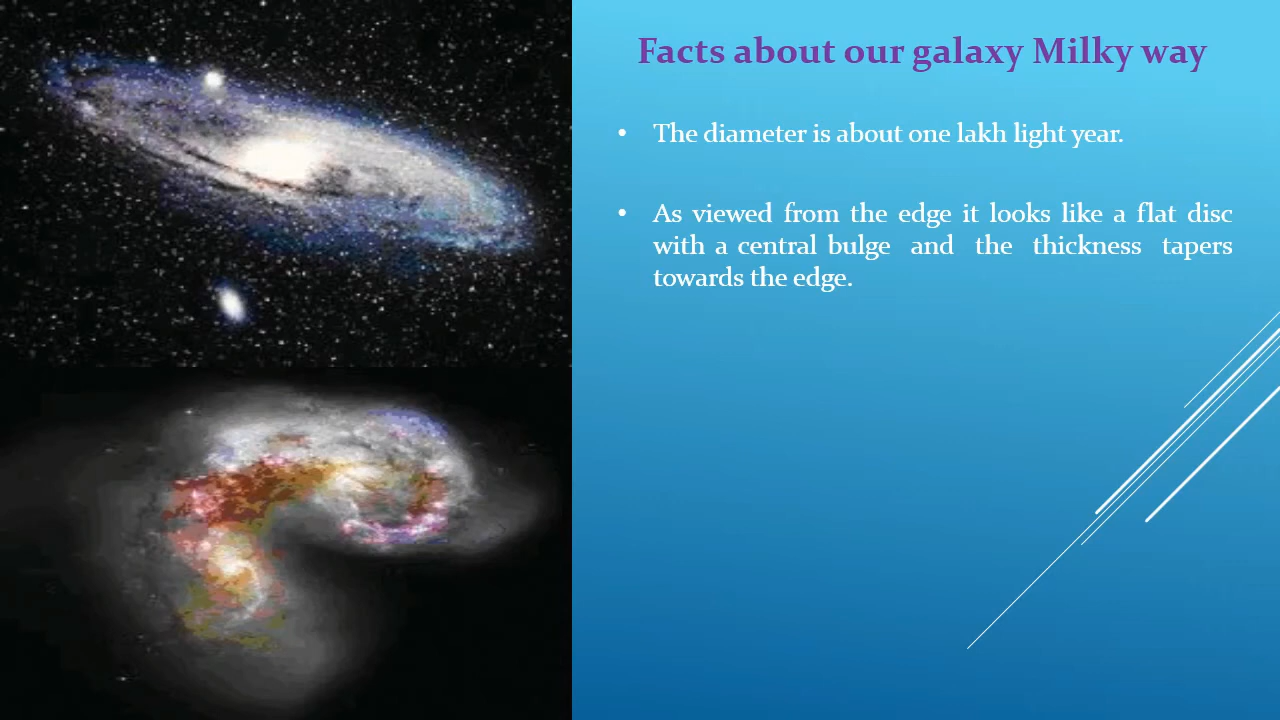 Facts about our galaxy Milky way
• The diameter is about one lakh light year.
• As viewed from the edge it looks like a flat disc
with a central bulge and the thickness tapers
towards the edge.